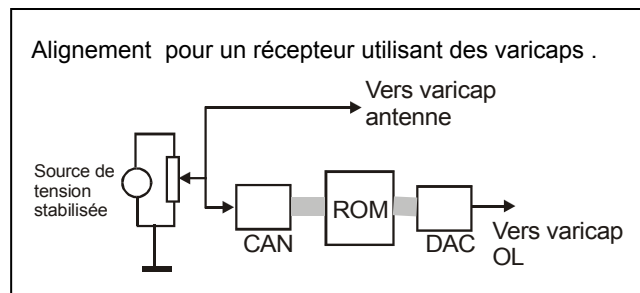 Alignement pour un récepteur utilisant des varicaps .
Vers varicap
antenne
Source de
tension
stabilisée
CAN
ROM
DAC
Vers varicap
OL